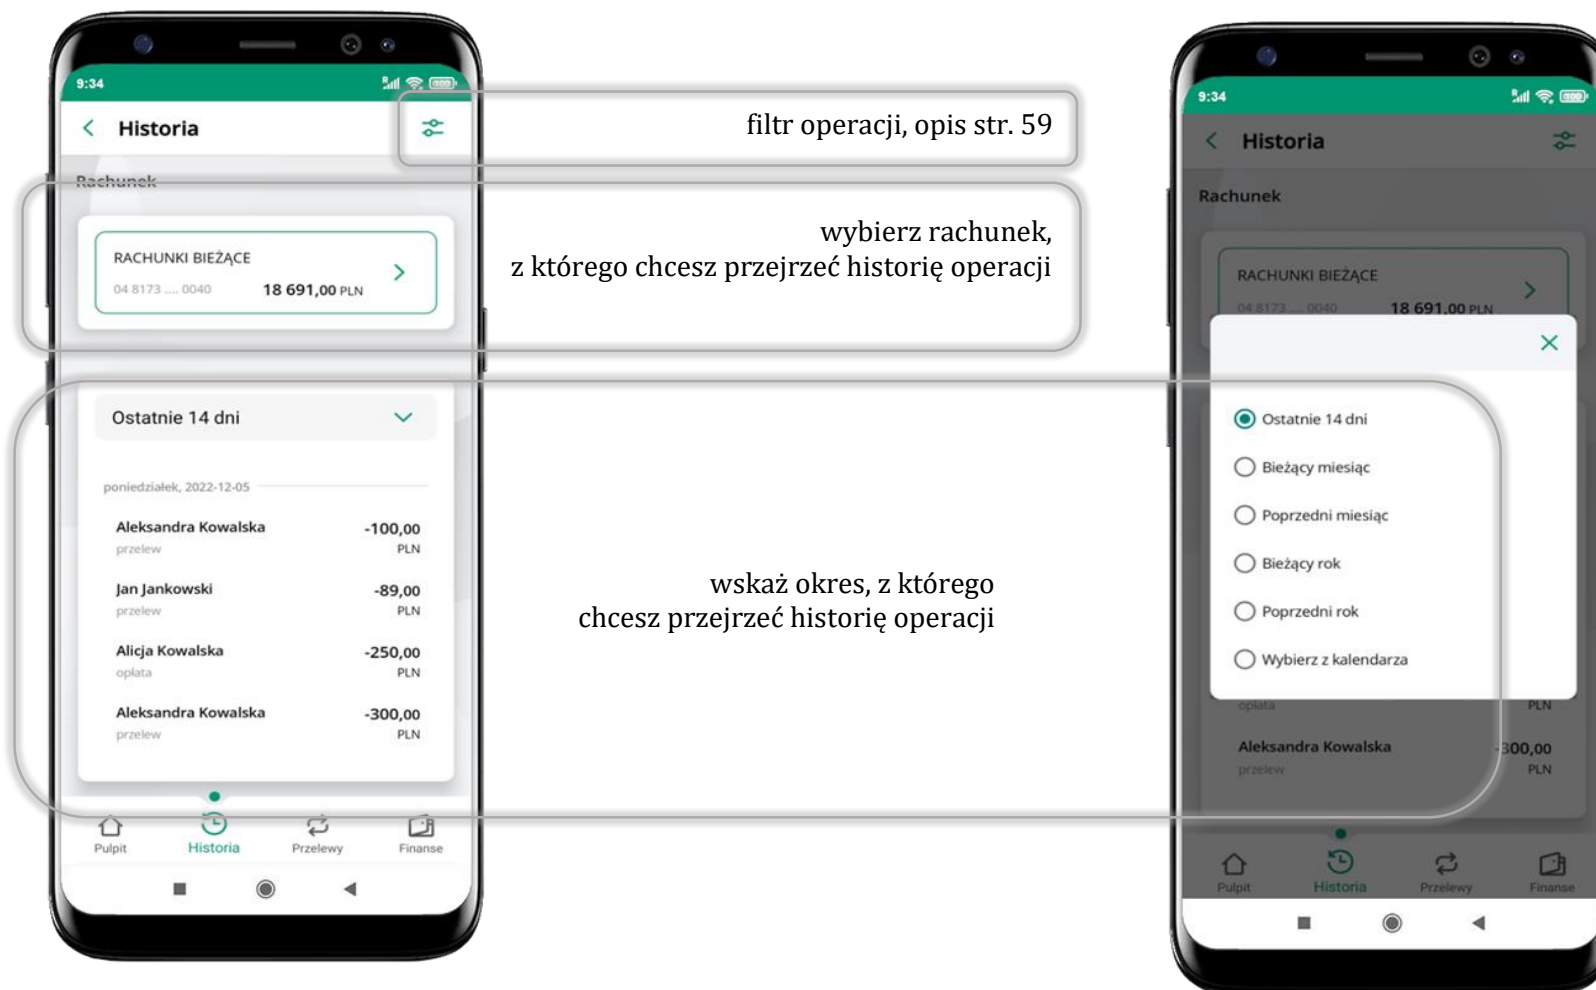 9:34
Historia
Rachunek
RACHUNKI BIEŻĄCE
04 8173 .... 0040 18 691,00 PLN
Ostatnie 14 dni
poniedziałek, 2022-12-05
Aleksandra Kowalska -100,00
przelew PLN
Jan Jankowski -89,00
przelew PLN
Alicja Kowalska -250,00
opłata PLN
Aleksandra Kowalska -300,00
przelew PLN
Pulpit Historia Przelewy Finanse
filtr operacji, opis str. 59
wybierz rachunek,
z którego chcesz przejrzeć historię operacji
wskaż okres, z którego
chcesz przejrzeć historię operacji
9:34
Historia
Rachunek
RACHUNKI BIEŻĄCE
04 8173 .... 0040 18 691,00 PLN
Ostatnie 14 dni
Bieżący miesiąc
Poprzedni miesiąc
Bieżący rok
Poprzedni rok
Wybierz z kalendarza
opłata PLN
Aleksandra Kowalska -300,00
przelew PLN
Pulpit Historia Przelewy Finanse